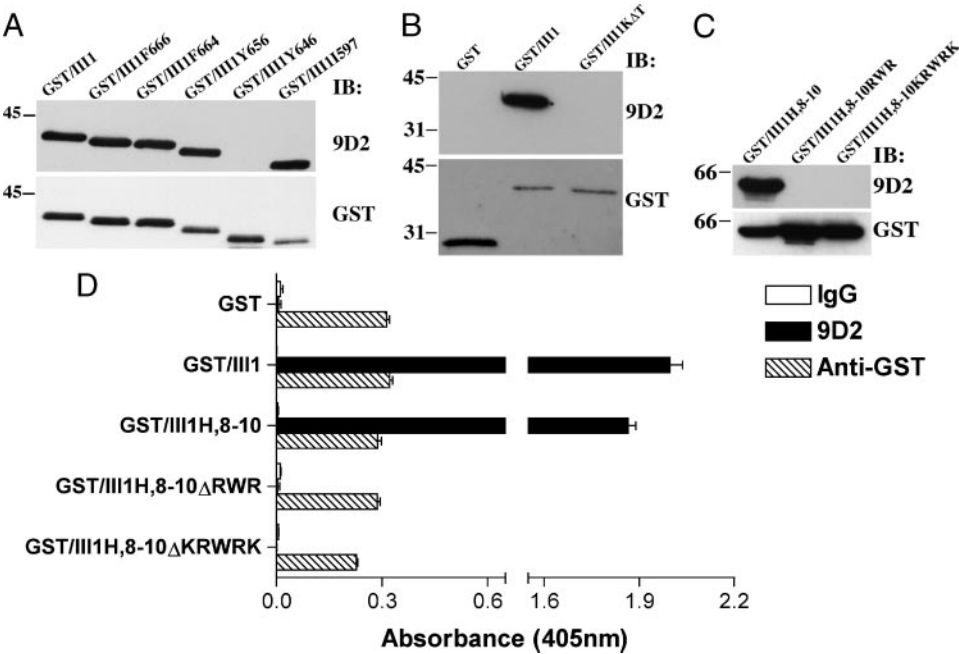 A
GST/III1
GST/III1F666
GST/III1F664
GST/III1Y656
GST/III1Y646
GST/III1I597
IB:
45
9D2
45
GST
B
GST
GST/III1
GST/III1KΔT
IB:
45
31
9D2
45
31
GST
C
GST/III1H,8-10
GST/III1H,8-10RWR
GST/III1H,8-10KRWRK
IB:
66
9D2
66
GST
D
GST
GST/III1
GST/III1H,8-10
GST/III1H,8-10ΔRWR
GST/III1H,8-10ΔKRWRK
IgG
9D2
Anti-GST
0.0 0.3 0.6 1.6 1.9 2.2
Absorbance (405nm)